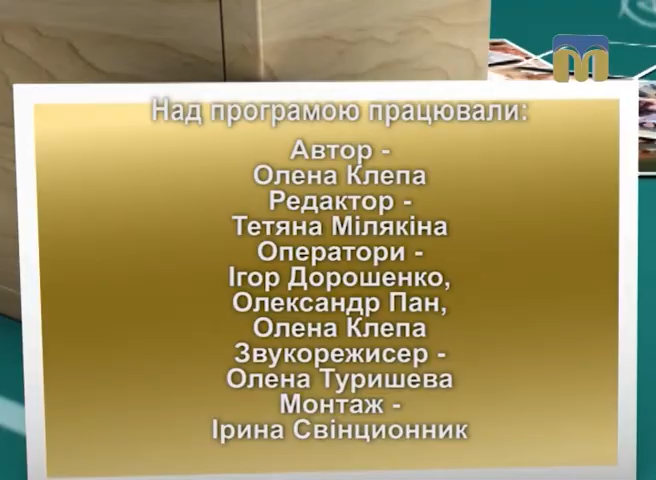 Над програмою працювали:
Автор -
Олена Клепа
Редактор -
Тетяна Мілякіна
Оператори -
Ігор Дорошенко,
Олександр Пан,
Олена Клепа
Звукорежисер -
Олена Туришева
Монтаж -
Ірина Свінционник